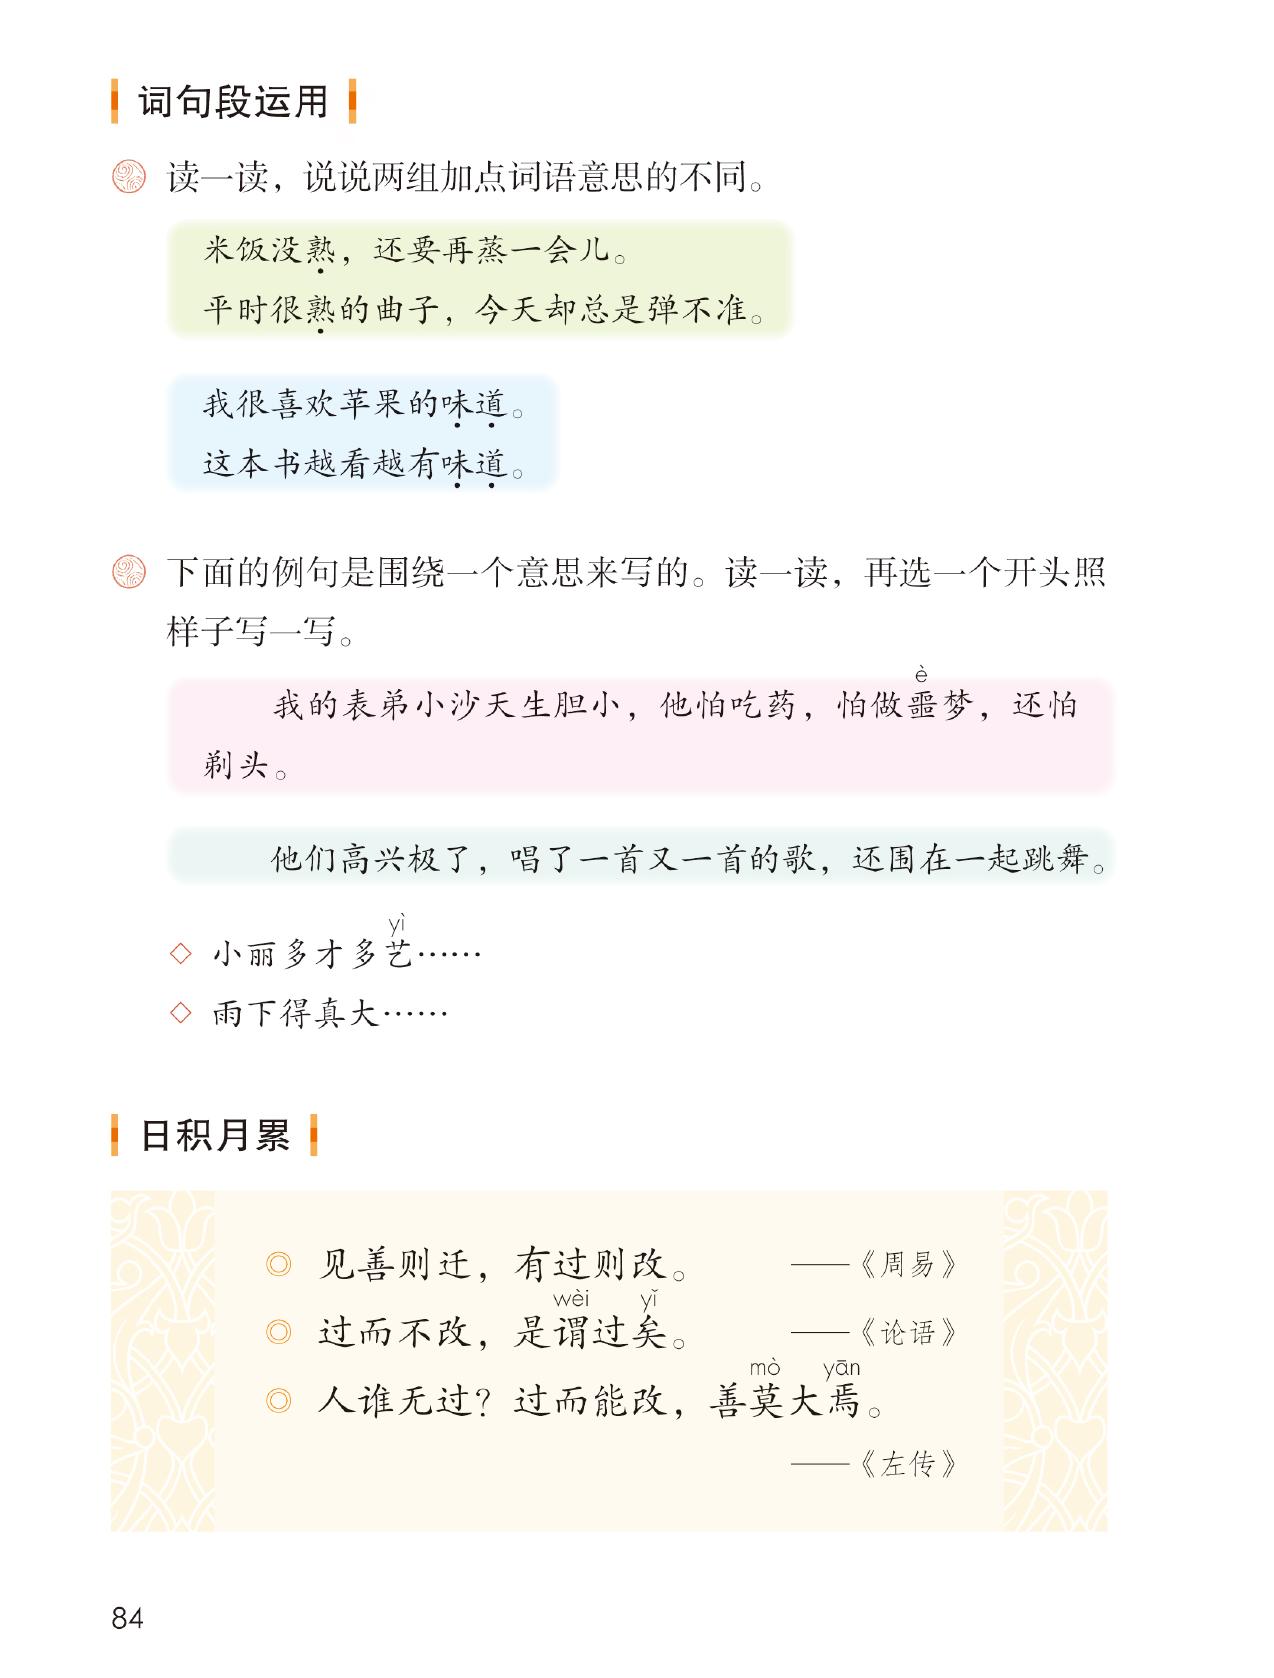 词句段运用
读一读，说说两组加点词语意思的不同。
米饭没熟，还要再蒸一会儿。
平时很熟的曲子，今天却总是弹不准。
我很喜欢苹果的味道。
这本书越看越有味道。
下面的例句是围绕一个意思来写的。读一读，再选一个开头照
样子写一写。
è
我的表弟小沙天生胆小，他怕吃药，怕做噩梦，还怕
剃头。
他们高兴极了，唱了一首又一首的歌，还围在一起跳舞。
yì
◇ 小丽多才多艺……
◇ 雨下得真大……
日积月累
◎ 见善则迁，有过则改。 ——《周易》
wèi yǐ
◎ 过而不改，是谓过矣。 ——《论语》
mò yān
◎ 人谁无过？过而能改，善莫大焉。
——《左传》
84